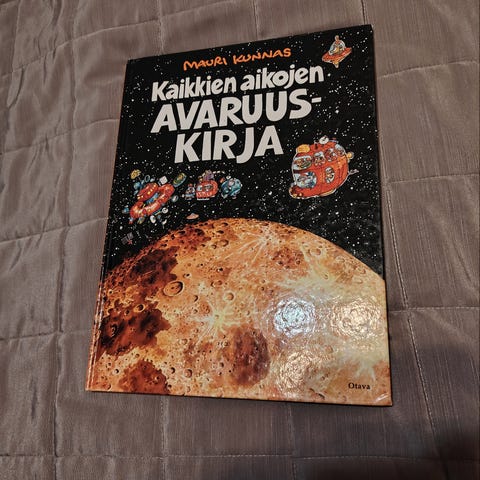 MAURI KUNNAS
Kaikkien aikojen
AVARUUS-
KIRJA
Otava